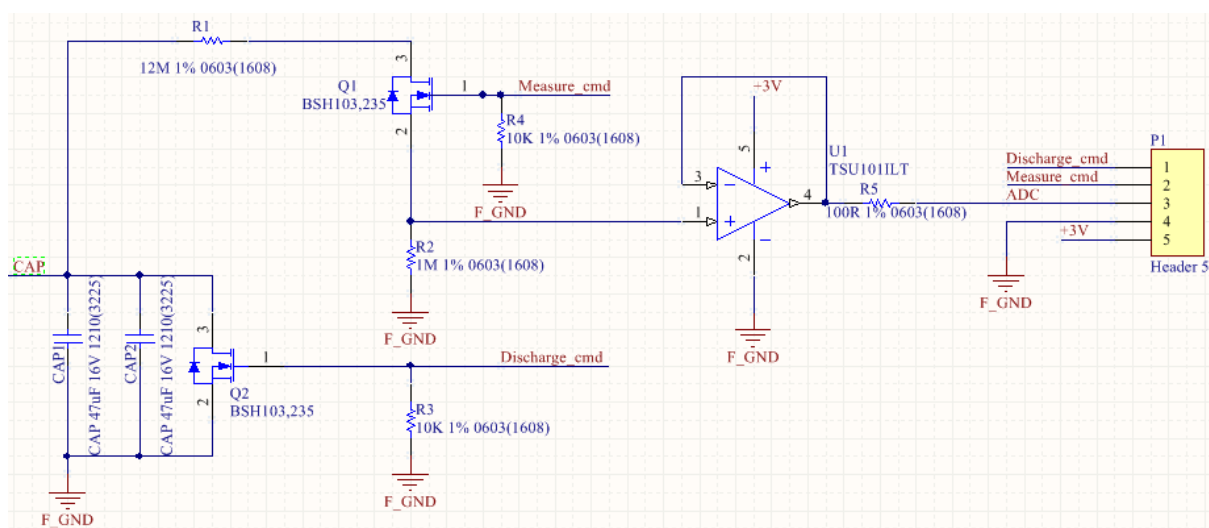 R1
12M 1% 0603(1608)
3
Q1
BSH103,235
1
Measure_cmd
2
R4
10K 1% 0603(1608)
F_GND
+3V
5
+
U1
TSU101ILT
3
−
4
R5
100R 1% 0603(1608)
1
+
−
2
F_GND
P1
Discharge_cmd
1
Measure_cmd
2
ADC
3
4
+3V
5
Header 5
F_GND
R2
1M 1% 0603(1608)
F_GND
CAP
CAP1
CAP 47uF 16V 1210(3225)
CAP2
CAP 47uF 16V 1210(3225)
3
1
Discharge_cmd
2
Q2
BSH103,235
R3
10K 1% 0603(1608)
F_GND
F_GND